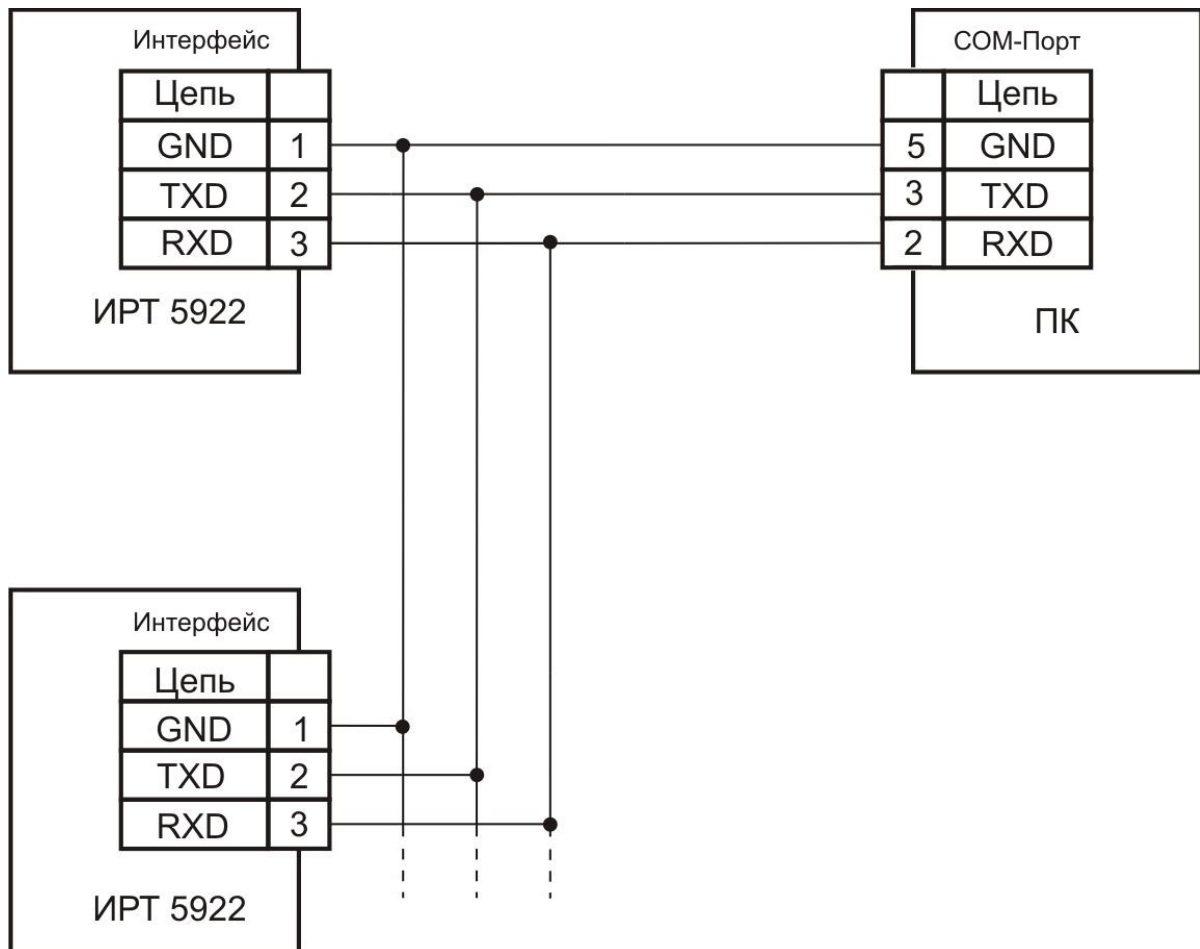 Интерфейс
Цепь
GND 1
TXD 2
RXD 3
ИРТ 5922
COM-Порт
Цепь
5 GND
3 TXD
2 RXD
ПК
Интерфейс
Цепь
GND 1
TXD 2
RXD 3
ИРТ 5922